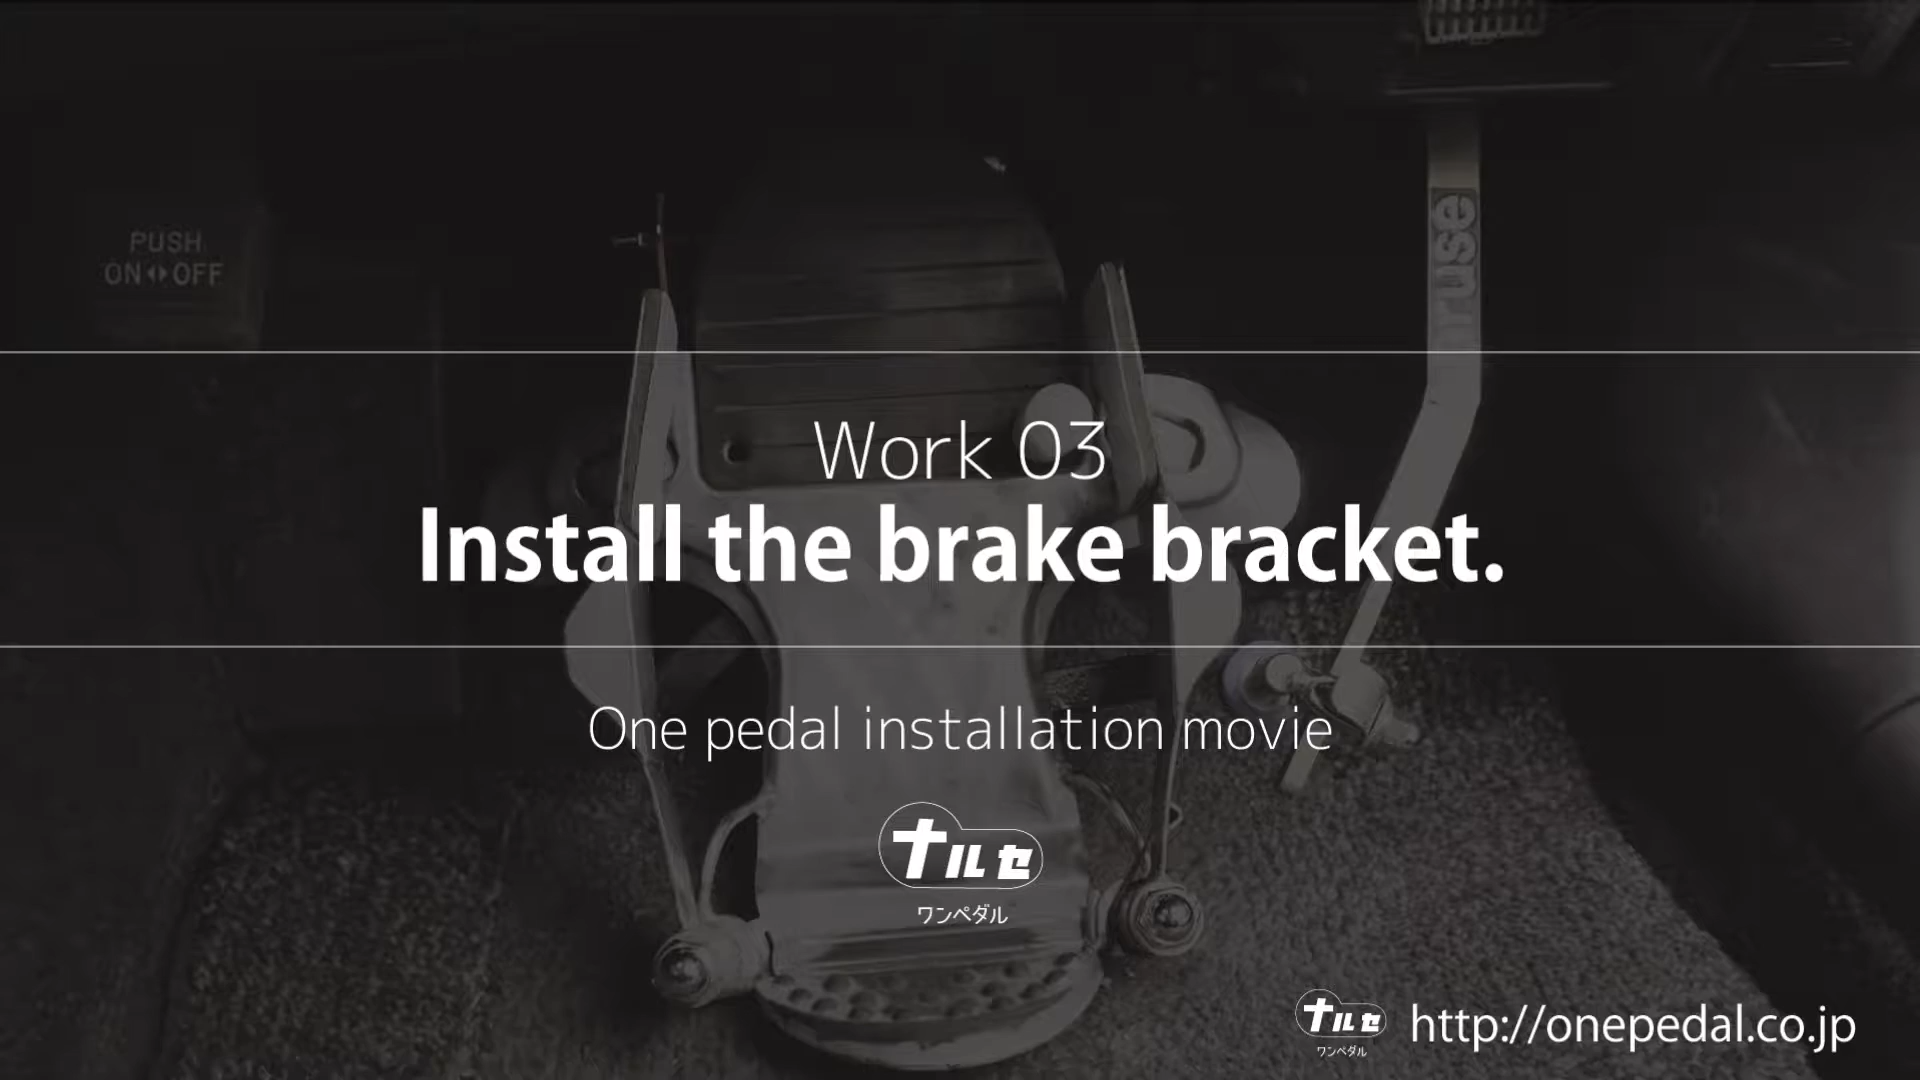 PUSH
ON OFF
ruse
Work 03
Install the brake bracket.
One pedal installation movie
ナルセ
ワンペダル
ナルセ
ワンペダル
http://onepedal.co.jp